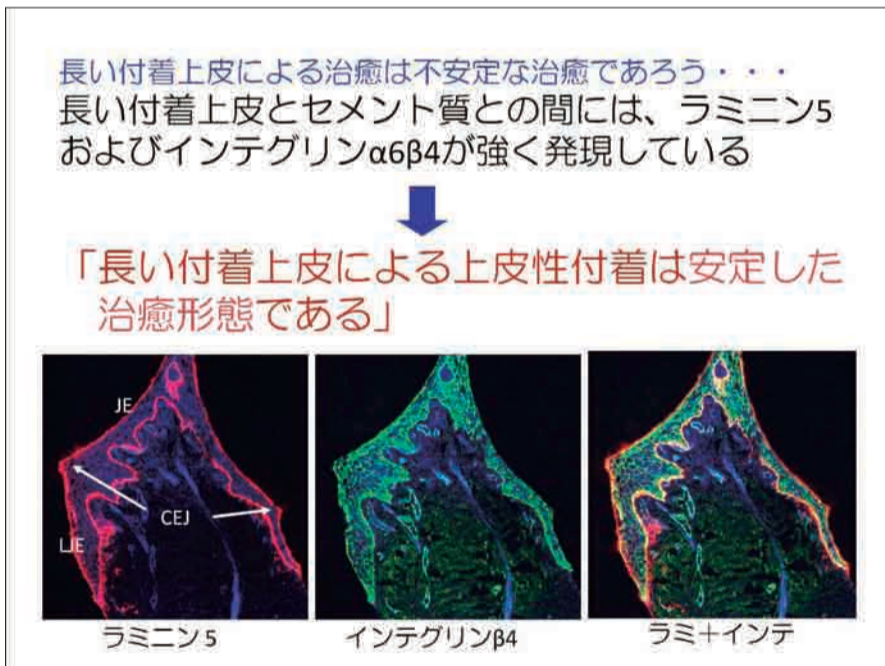 長い付着上皮による治癒は不安定な治癒であろう・・・
長い付着上皮とセメント質との間には、ラミニン5
およびインテグリンα6β4が強く発現している
「長い付着上皮による上皮性付着は安定した
治癒形態である」
JE
CEJ
LJE
ラミニン5
インテグリンβ4
ラミ＋インテ